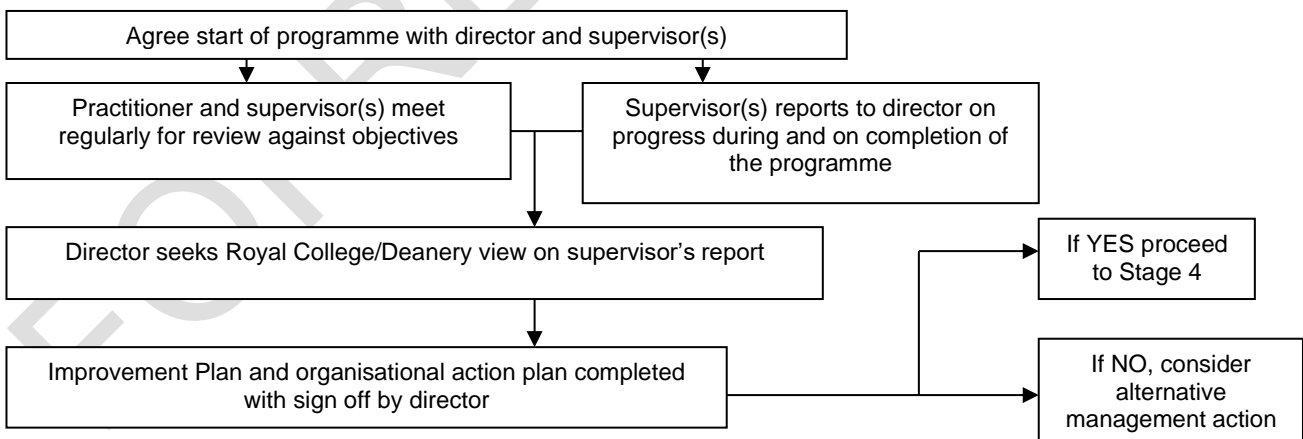 Agree start of programme with director and supervisor(s)
Practitioner and supervisor(s) meet
regularly for review against objectives
Supervisor(s) reports to director on
progress during and on completion of
the programme
Director seeks Royal College/Deanery view on supervisor's report
If YES proceed
to Stage 4
Improvement Plan and organisational action plan completed
with sign off by director
If NO, consider
alternative
management action